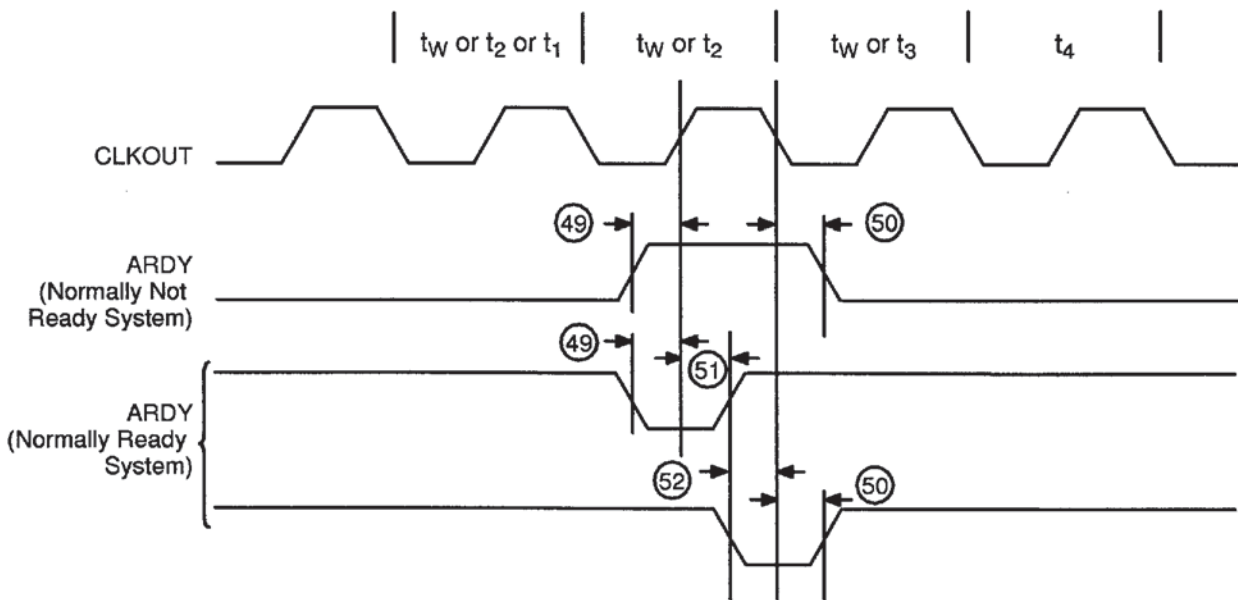 tW or t2 or t1
tW or t2
tW or t3
t4
CLKOUT
49
50
ARDY
(Normally Not
Ready System)
49
51
ARDY
(Normally Ready
System)
52
50